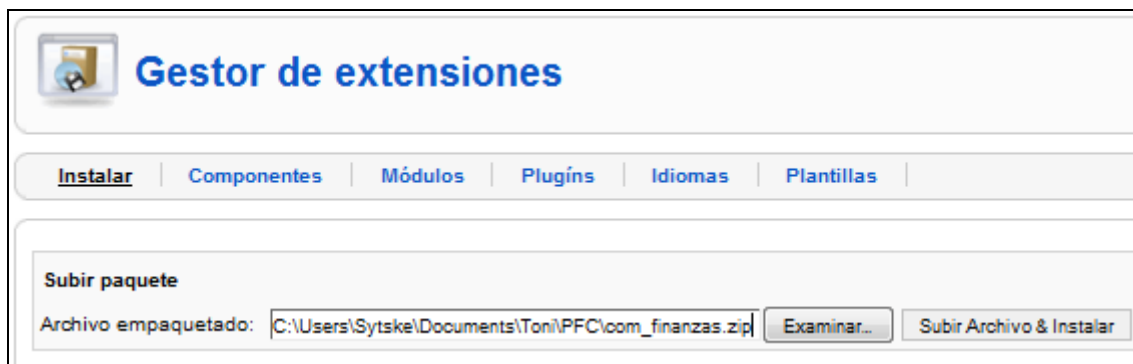 Gestor de extensiones
Instalar Componentes Módulos Plugíns Idiomas Plantillas
Subir paquete
Archivo empaquetado: C:\Users\Sytske\Documents\Toni\PFC\com_finanzas.zip Examinar... Subir Archivo & Instalar